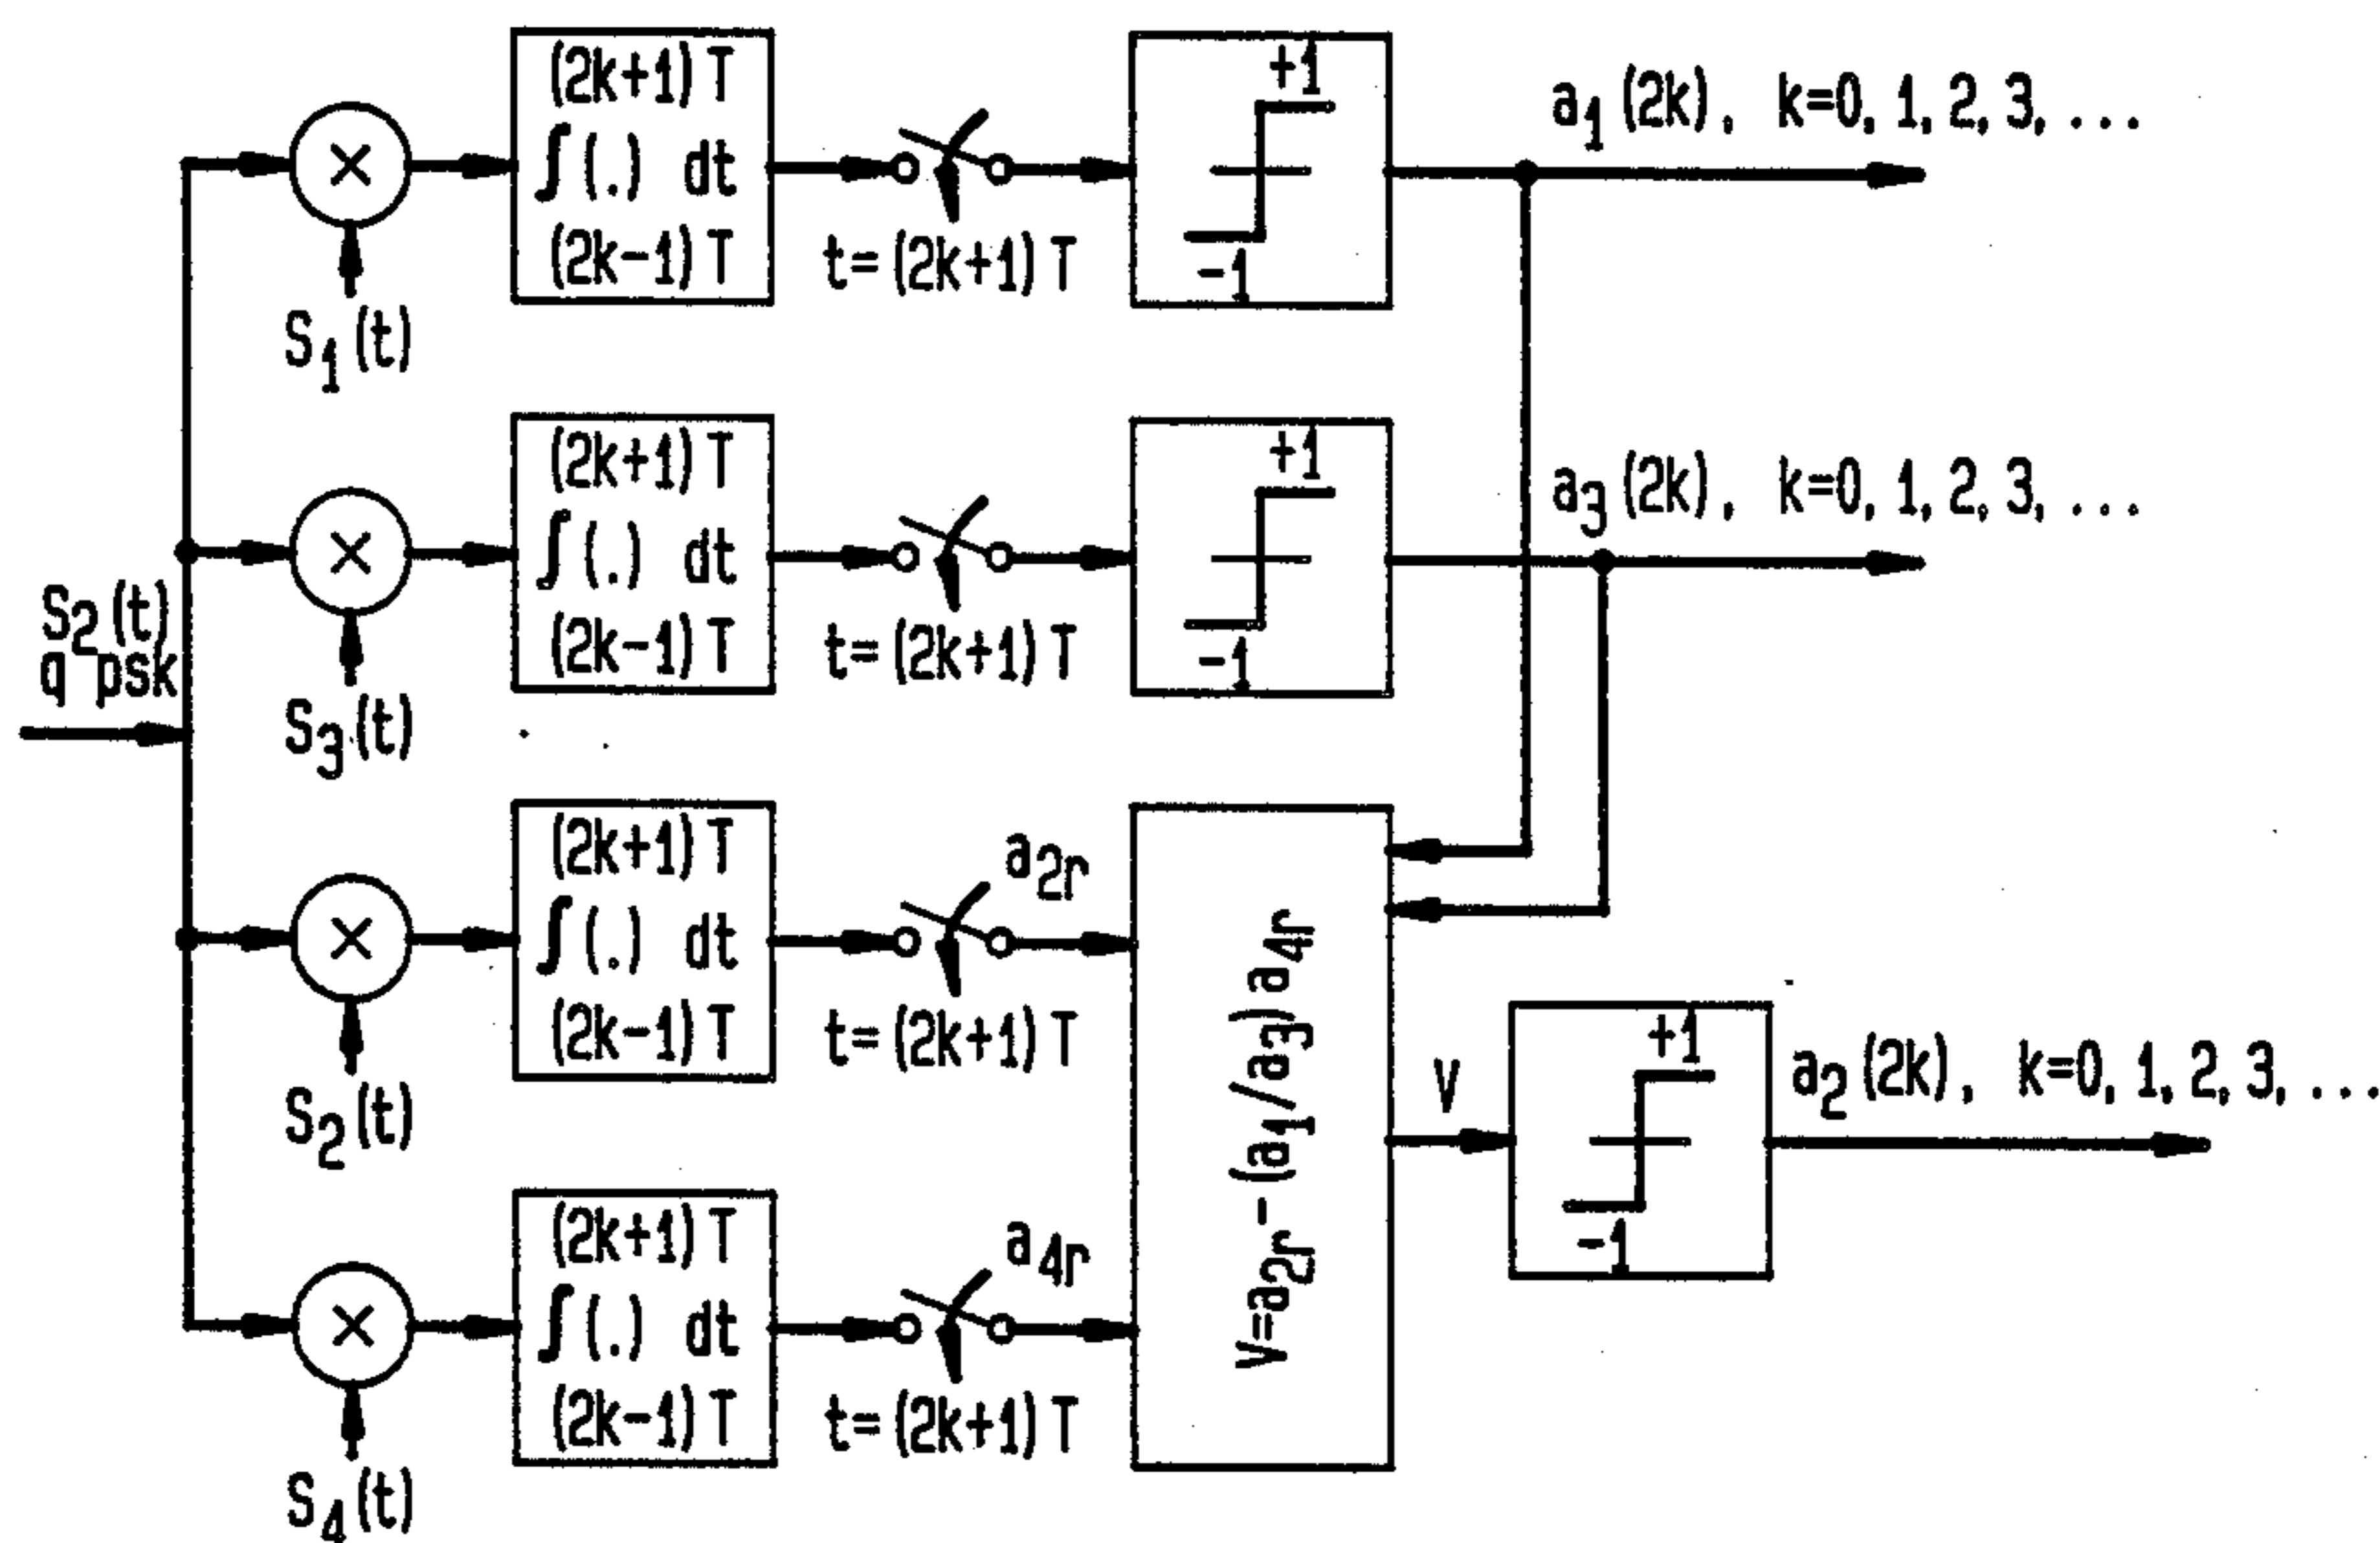 (2k+1)T
∫(.) dt
(2k-1)T
S1(t)
t=(2k+1)T
+1
-1
a1(2k), k=0, 1, 2, 3, ...
(2k+1)T
∫(.) dt
(2k-1)T
S3(t)
t=(2k+1)T
+1
-1
a3(2k), k=0, 1, 2, 3, ...
S2(t)
q psk
(2k+1)T
∫(.) dt
(2k-1)T
S2(t)
a2r
t=(2k+1)T
(2k+1)T
∫(.) dt
(2k-1)T
S4(t)
a4r
t=(2k+1)T
V=a2r-(a1/a3)a4r
V
+1
-1
a2(2k), k=0, 1, 2, 3, ...